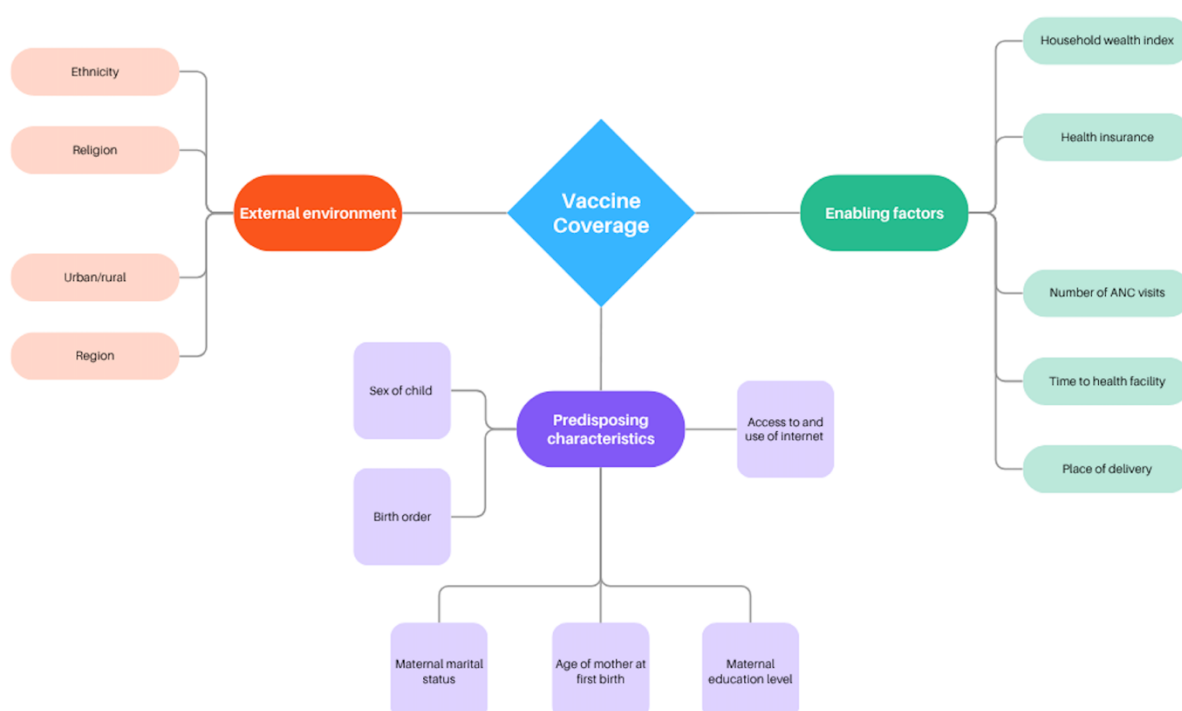 Ethnicity
Religion
Urban/rural
Region
External environment
Vaccine
Coverage
Enabling factors
Household wealth index
Health insurance
Number of ANC visits
Time to health facility
Place of delivery
Predisposing
characteristics
Sex of child
Birth order
Access to and
use of internet
Maternal marital
status
Age of mother at
first birth
Maternal
education level